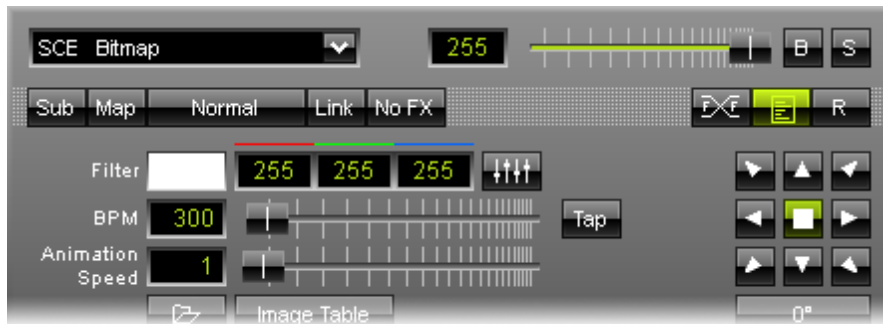 SCE Bitmap 255 B S
Sub Map Normal Link No FX R
Filter 255 255 255
BPM 300 Tap
Animation
Speed 1
Image Table 0°